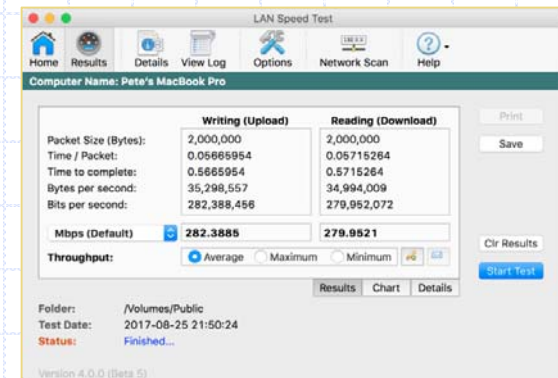 LAN Speed Test
Home Results Details View Log Options Network Scan Help
Computer Name: Pete's MacBook Pro
Writing (Upload) Reading (Download)
Packet Size (Bytes): 2,000,000 2,000,000
Time / Packet: 0.05665954 0.05715264
Time to complete: 0.5665954 0.5715264
Bytes per second: 35,298,557 34,994,009
Bits per second: 282,388,456 279,952,072
Mbps (Default) 282.3885 279.9521
Throughput: Average Maximum Minimum
Results Chart Details
Print
Save
Clr Results
Start Test
Folder: /Volumes/Public
Test Date: 2017-08-25 21:50:24
Status: Finished...
Version 4.0.0 (Beta 5)